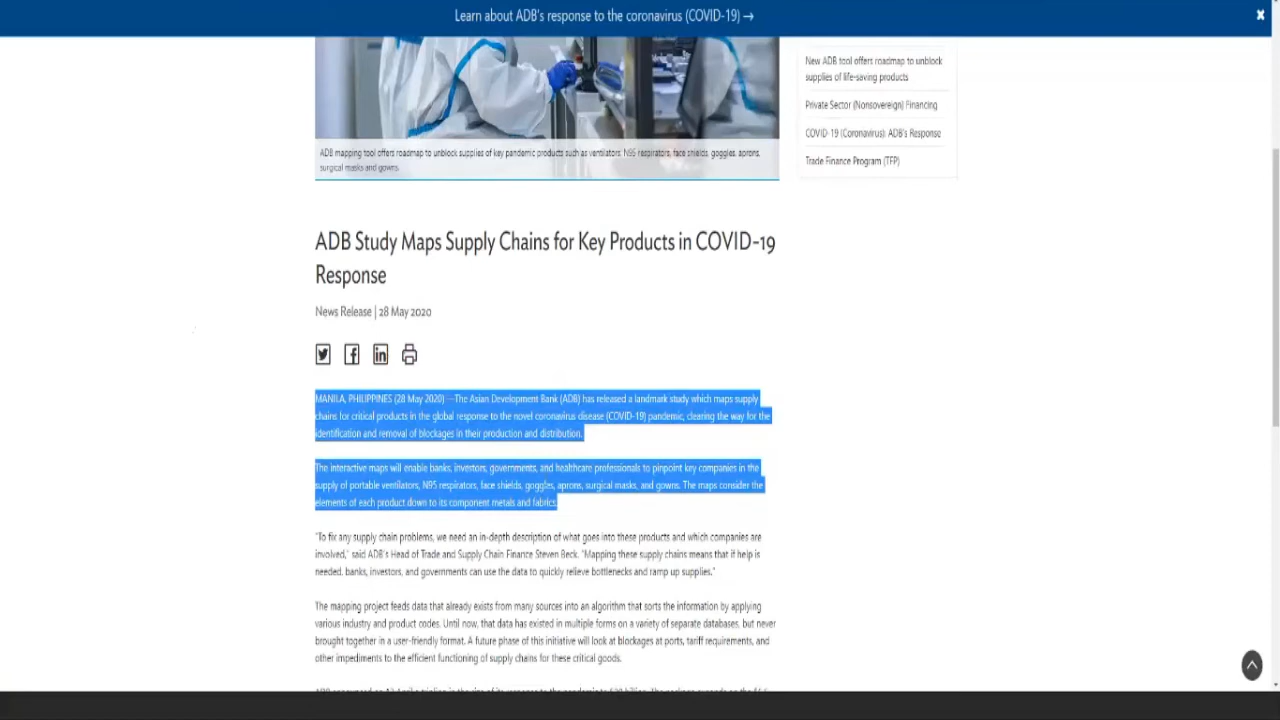 Learn about ADB's response to the coronavirus (COVID-19) →
New ADB tool offers roadmap to unblock
supplies of life-saving products
Private Sector (Nonsovereign) Financing
COVID-19 (Coronavirus): ADB's Response
Trade Finance Program (TFP)
ADB mapping tool offers roadmap to unblock supplies of key pandemic products such as ventilators, N95 respirators, face shields, goggles, aprons,
surgical masks and gowns.
ADB Study Maps Supply Chains for Key Products in COVID-19
Response
News Release | 28 May 2020
MANILA, PHILIPPINES (28 May 2020) — The Asian Development Bank (ADB) has released a landmark study which maps supply
chains for critical products in the global response to the novel coronavirus disease (COVID-19) pandemic, clearing the way for the
identification and removal of blockages in their production and distribution.
The interactive maps will enable banks, investors, governments, and healthcare professionals to pinpoint key companies in the
supply of portable ventilators, N95 respirators, face shields, goggles, aprons, surgical masks, and gowns. The maps consider the
elements of each product down to its component metals and fabrics.
"To fix any supply chain problems, we need an in-depth description of what goes into these products and which companies are
involved," said ADB's Head of Trade and Supply Chain Finance Steven Beck. "Mapping these supply chains means that if help is
needed, banks, investors, and governments can use the data to quickly relieve bottlenecks and ramp up supplies."
The mapping project feeds data that already exists from many sources into an algorithm that sorts the information by applying
various industry and product codes. Until now, that data has existed in multiple forms on a variety of separate databases, but never
brought together in a user-friendly format. A future phase of this initiative will look at blockages at ports, tariff requirements, and
other impediments to the efficient functioning of supply chains for these critical goods.